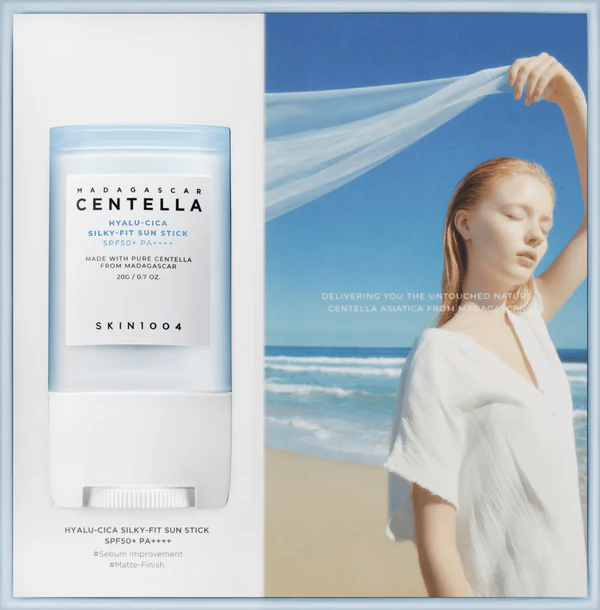 MADAGASCAR
CENTELLA
HYALU-CICA
SILKY-FIT SUN STICK
SPF50+ PA++++
MADE WITH PURE CENTELLA
FROM MADAGASCAR
20G / 0.7 OZ.
SKIN1004
HYALU-CICA SILKY-FIT SUN STICK
SPF50+ PA++++
#Sebum Improvement
#Matte-Finish
DELIVERING YOU THE UNTOUCHED NATURE
CENTELLA ASIATICA FROM MADAGASCAR